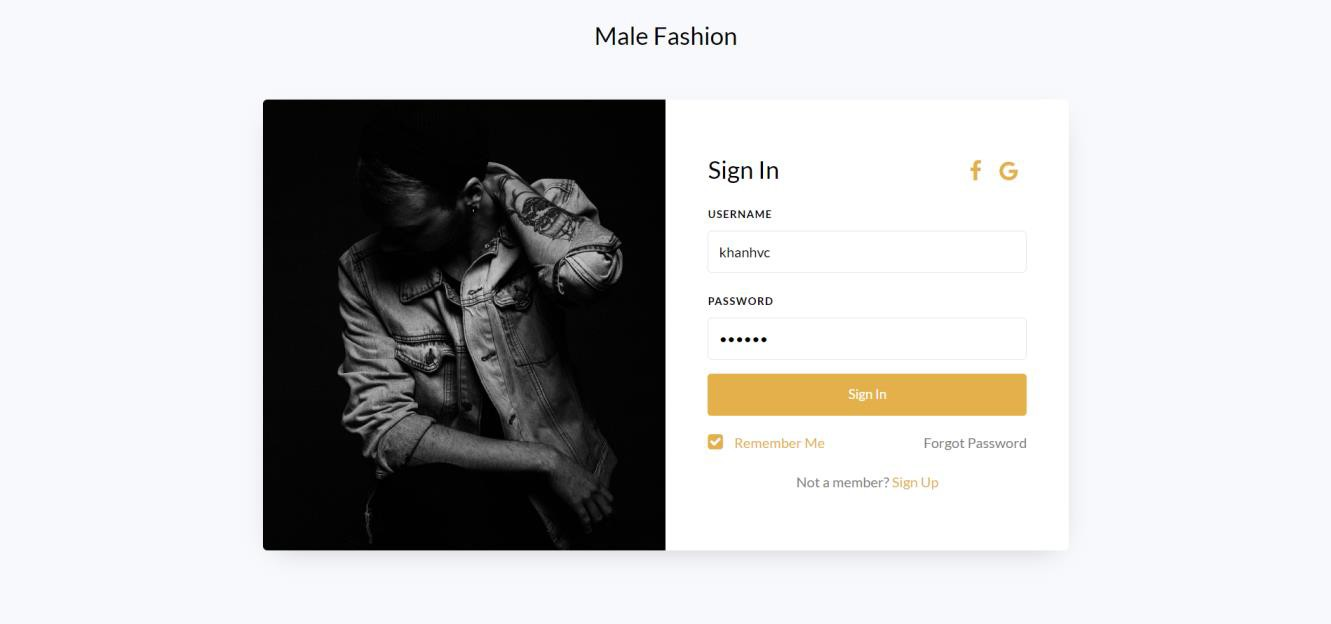 Male Fashion
Sign In
USERNAME
khanhvc
PASSWORD
••••••
Sign In
Remember Me
Forgot Password
Not a member? Sign Up